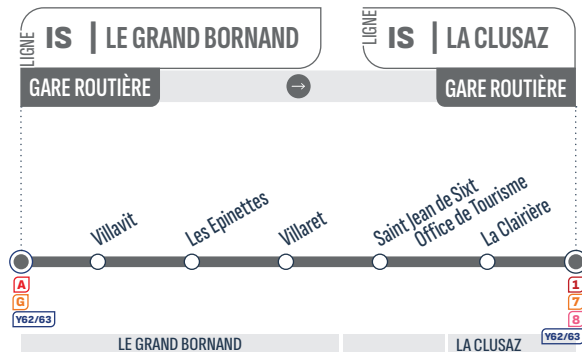 LIGNE IS | LE GRAND BORNAND
LIGNE IS | LA CLUSAZ
GARE ROUTIÈRE
→
GARE ROUTIÈRE
Villavit
Les Epinettes
Villaret
Saint Jean de Sixt
Office de Tourisme
La Clairière
A
G
Y62/63
1
7
8
Y62/63
LE GRAND BORNAND
LA CLUSAZ